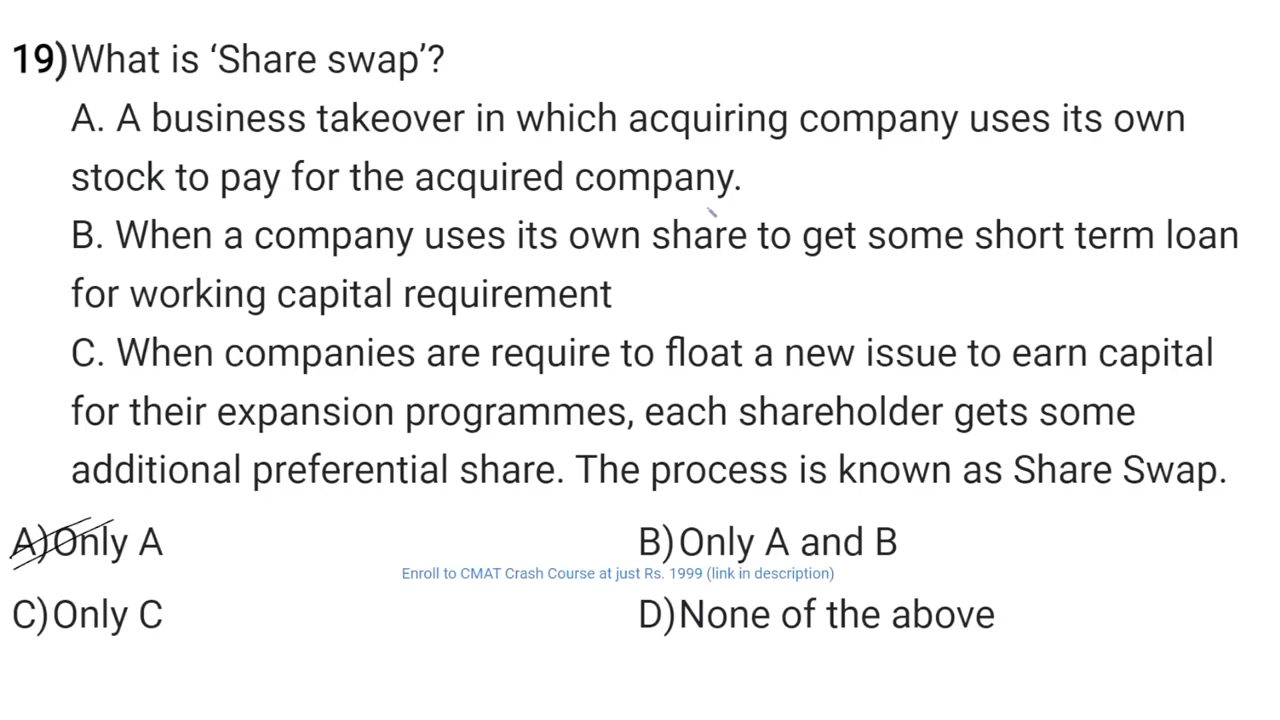 19)What is ‘Share swap’?
A. A business takeover in which acquiring company uses its own
stock to pay for the acquired company.
B. When a company uses its own share to get some short term loan
for working capital requirement
C. When companies are require to float a new issue to earn capital
for their expansion programmes, each shareholder gets some
additional preferential share. The process is known as Share Swap.
A)Only A
B)Only A and B
Enroll to CMAT Crash Course at just Rs. 1999 (link in description)
C)Only C
D)None of the above